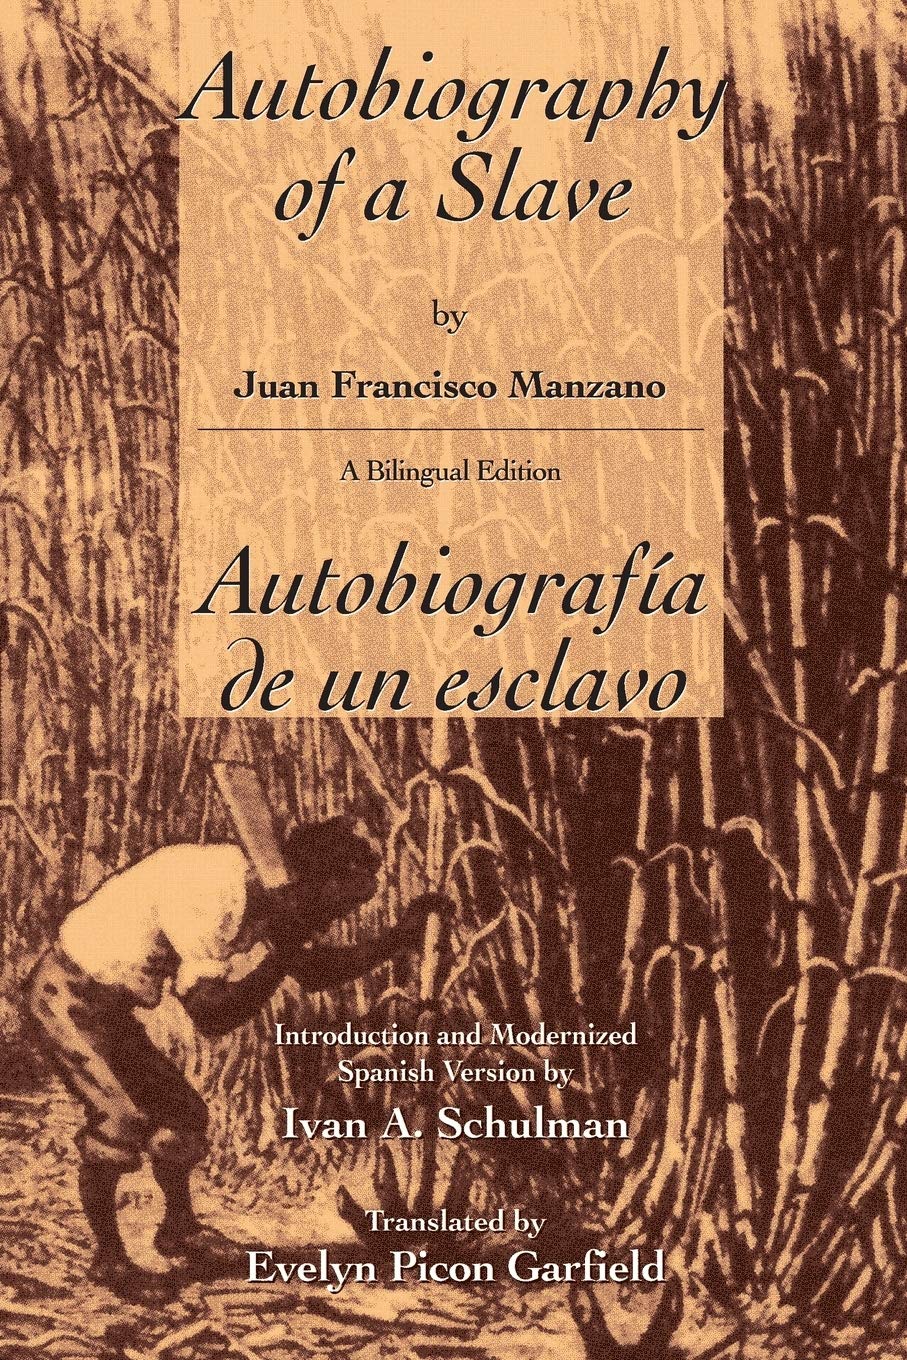 Autobiography
of a Slave
by
Juan Francisco Manzano
A Bilingual Edition
Autobiografía
de un esclavo
Introduction and Modernized
Spanish Version by
Ivan A. Schulman
Translated by
Evelyn Picon Garfield